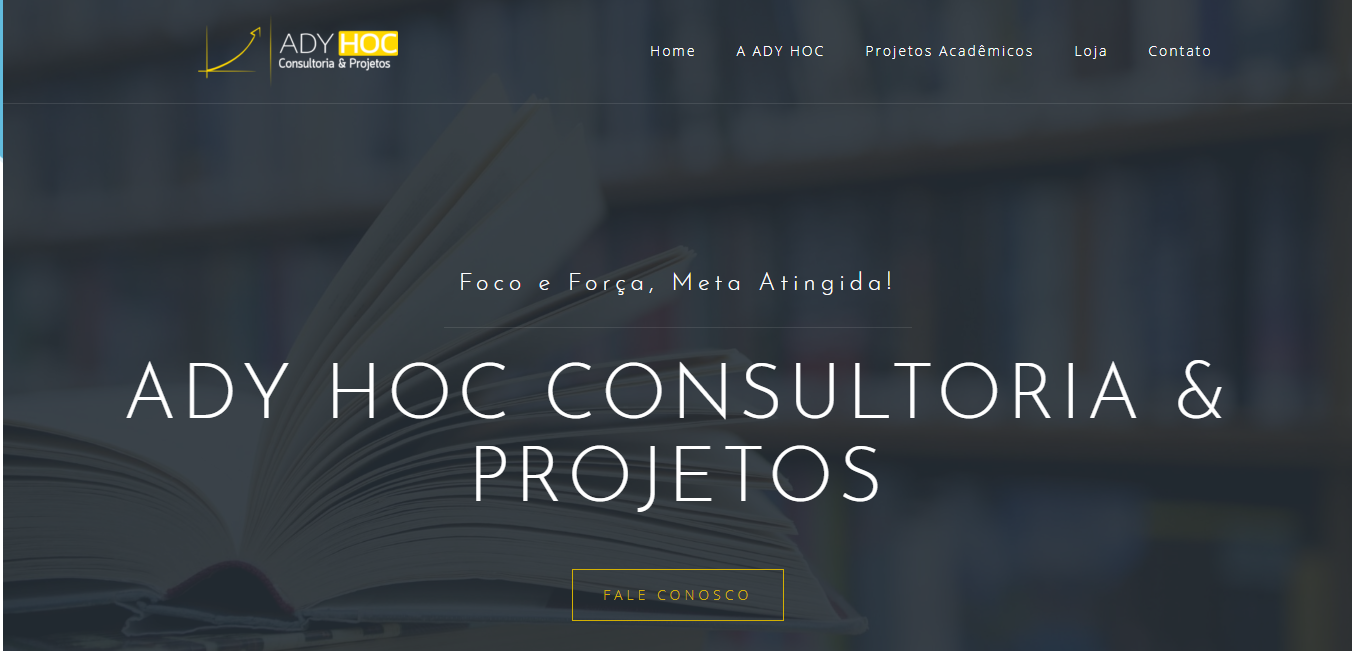 ADY HOC
Consultoria & Projetos
Home A ADY HOC Projetos Acadêmicos Loja Contato
Foco e Força, Meta Atingida!
ADY HOC CONSULTORIA &
PROJETOS
FALE CONOSCO